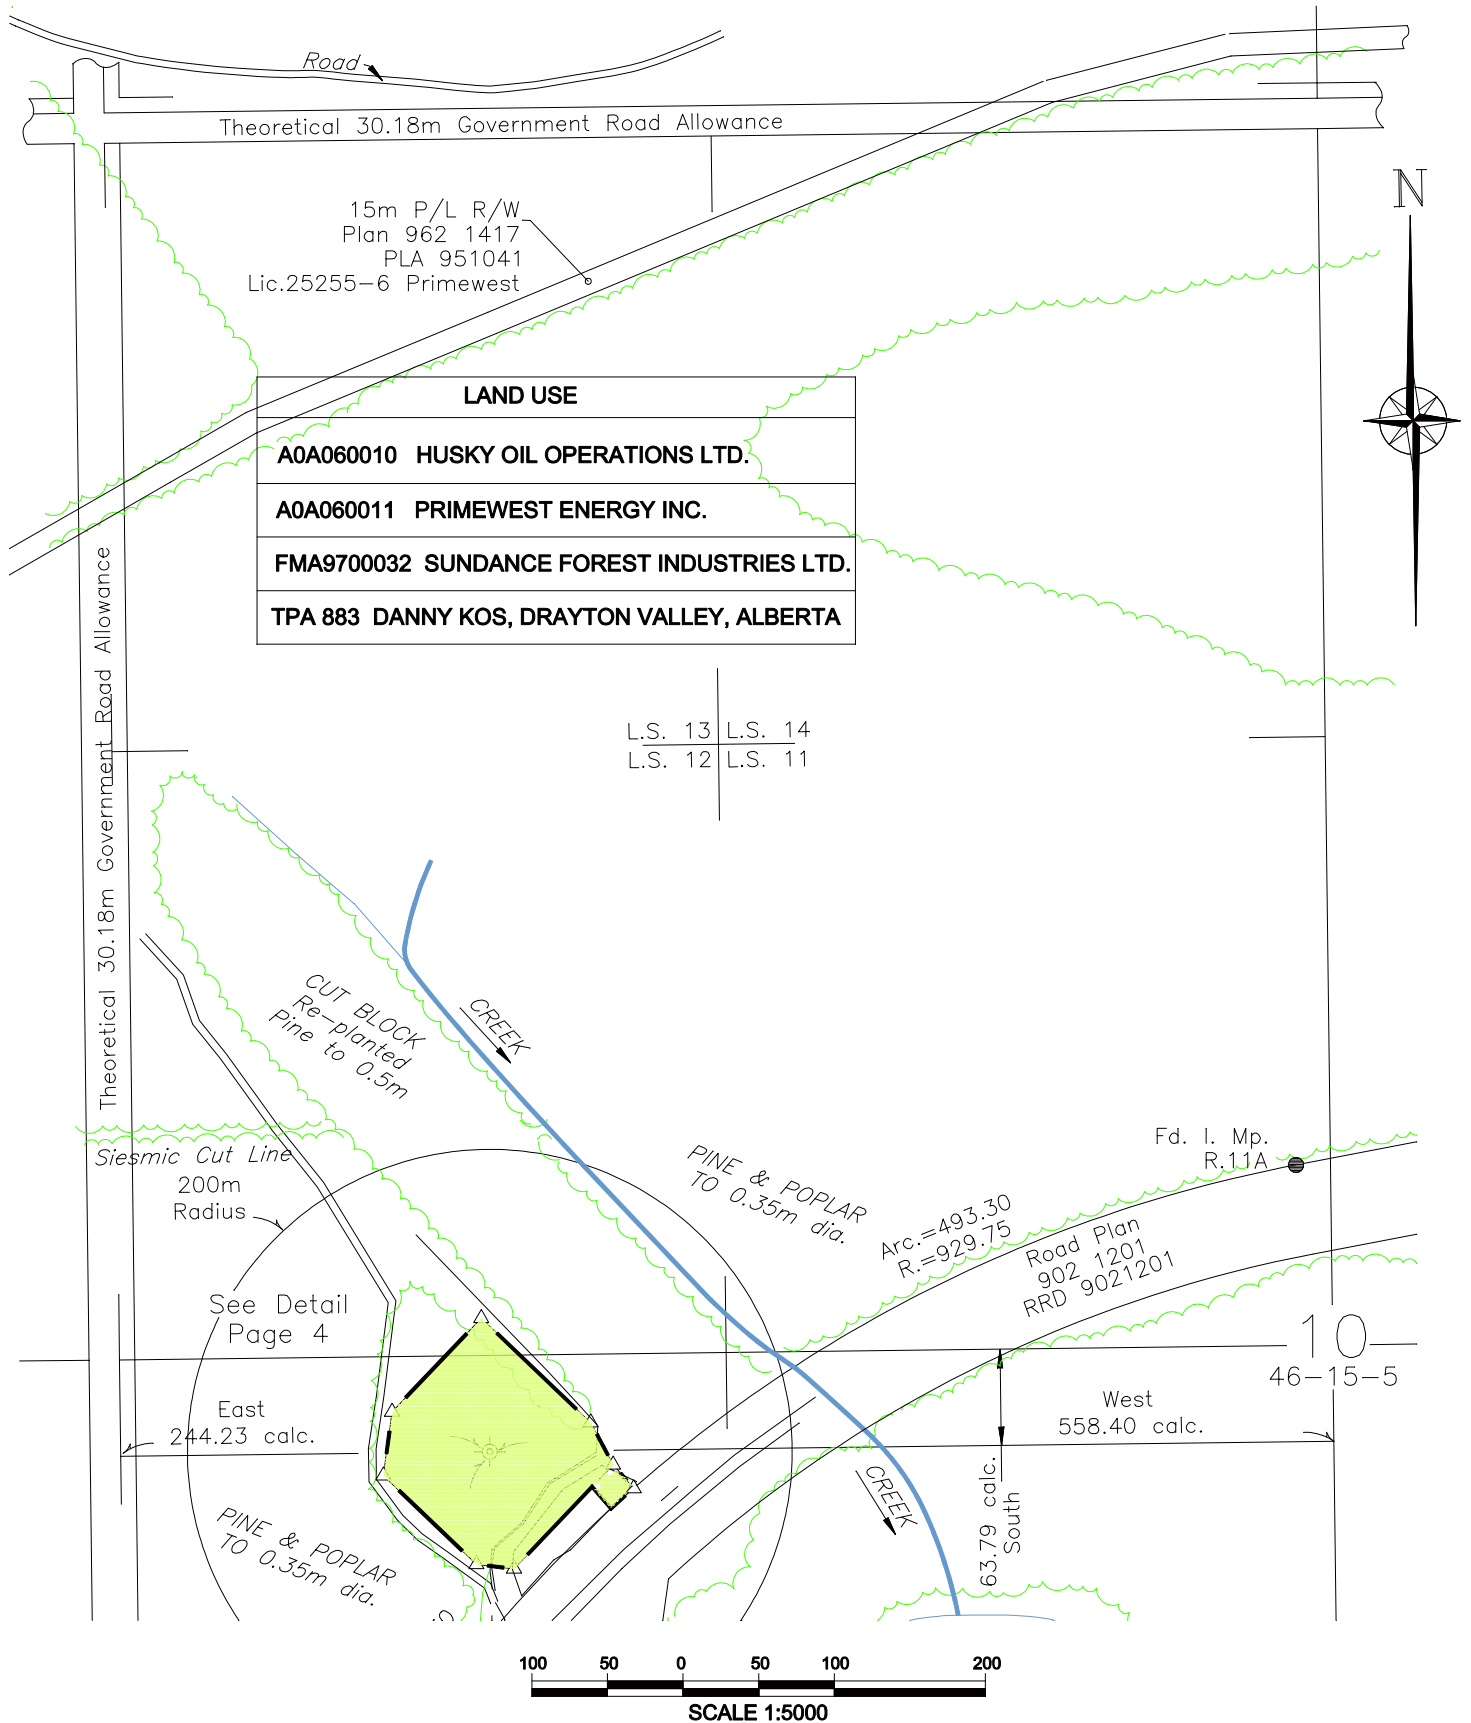 Road
Theoretical 30.18m Government Road Allowance
N
15m P/L R/W
Plan 962 1417
PLA 951041
Lic.25255-6 Primewest
LAND USE
A0A060010 HUSKY OIL OPERATIONS LTD.
A0A060011 PRIMEWEST ENERGY INC.
FMA9700032 SUNDANCE FOREST INDUSTRIES LTD.
TPA 883 DANNY KOS, DRAYTON VALLEY, ALBERTA
Theoretical 30.18m Government Road Allowance
L.S. 13 L.S. 14
L.S. 12 L.S. 11
CUT BLOCK
Re-planted
Pine to 0.5m
CREEK
Siesmic Cut Line
200m
Radius
PINE & POPLAR
TO 0.35m dia.
Fd. I. Mp.
R.11A
Arc.=493.30
R.=929.75
Road Plan
902 1201
RRD 9021201
See Detail
Page 4
10
46-15-5
East
244.23 calc.
West
558.40 calc.
CREEK
63.79 calc.
South
PINE & POPLAR
TO 0.35m dia.
100 50 0 50 100 200
SCALE 1:5000